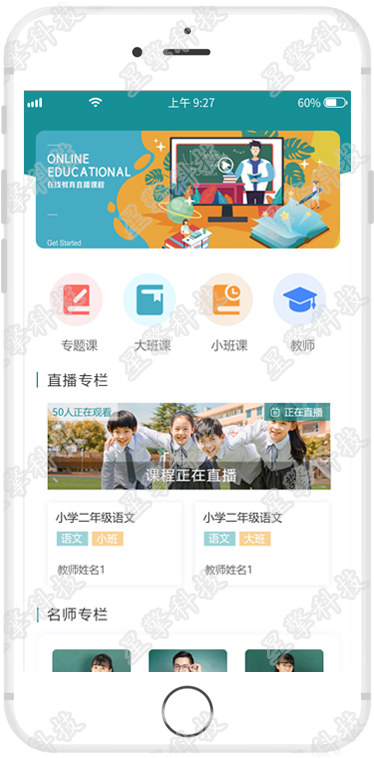 上午 9:27
60%
ONLINE
EDUCATIONAL
在线教育直播课程
Get Started
专题课
大班课
小班课
教师
直播专栏
50人正在观看
正在直播
课程正在直播
小学二年级语文
语文 小班
教师姓名1
小学二年级语文
语文 大班
教师姓名1
名师专栏
星擎科技